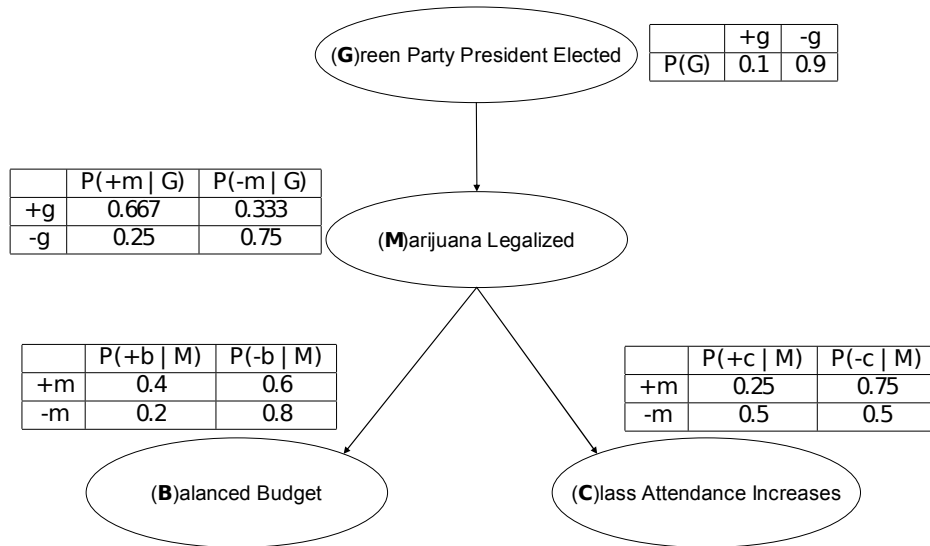 (G)reen Party President Elected
+g -g
P(G) 0.1 0.9
P(+m | G) P(-m | G)
+g 0.667 0.333
-g 0.25 0.75
(M)arijuana Legalized
P(+b | M) P(-b | M)
+m 0.4 0.6
-m 0.2 0.8
P(+c | M) P(-c | M)
+m 0.25 0.75
-m 0.5 0.5
(B)alanced Budget
(C)lass Attendance Increases